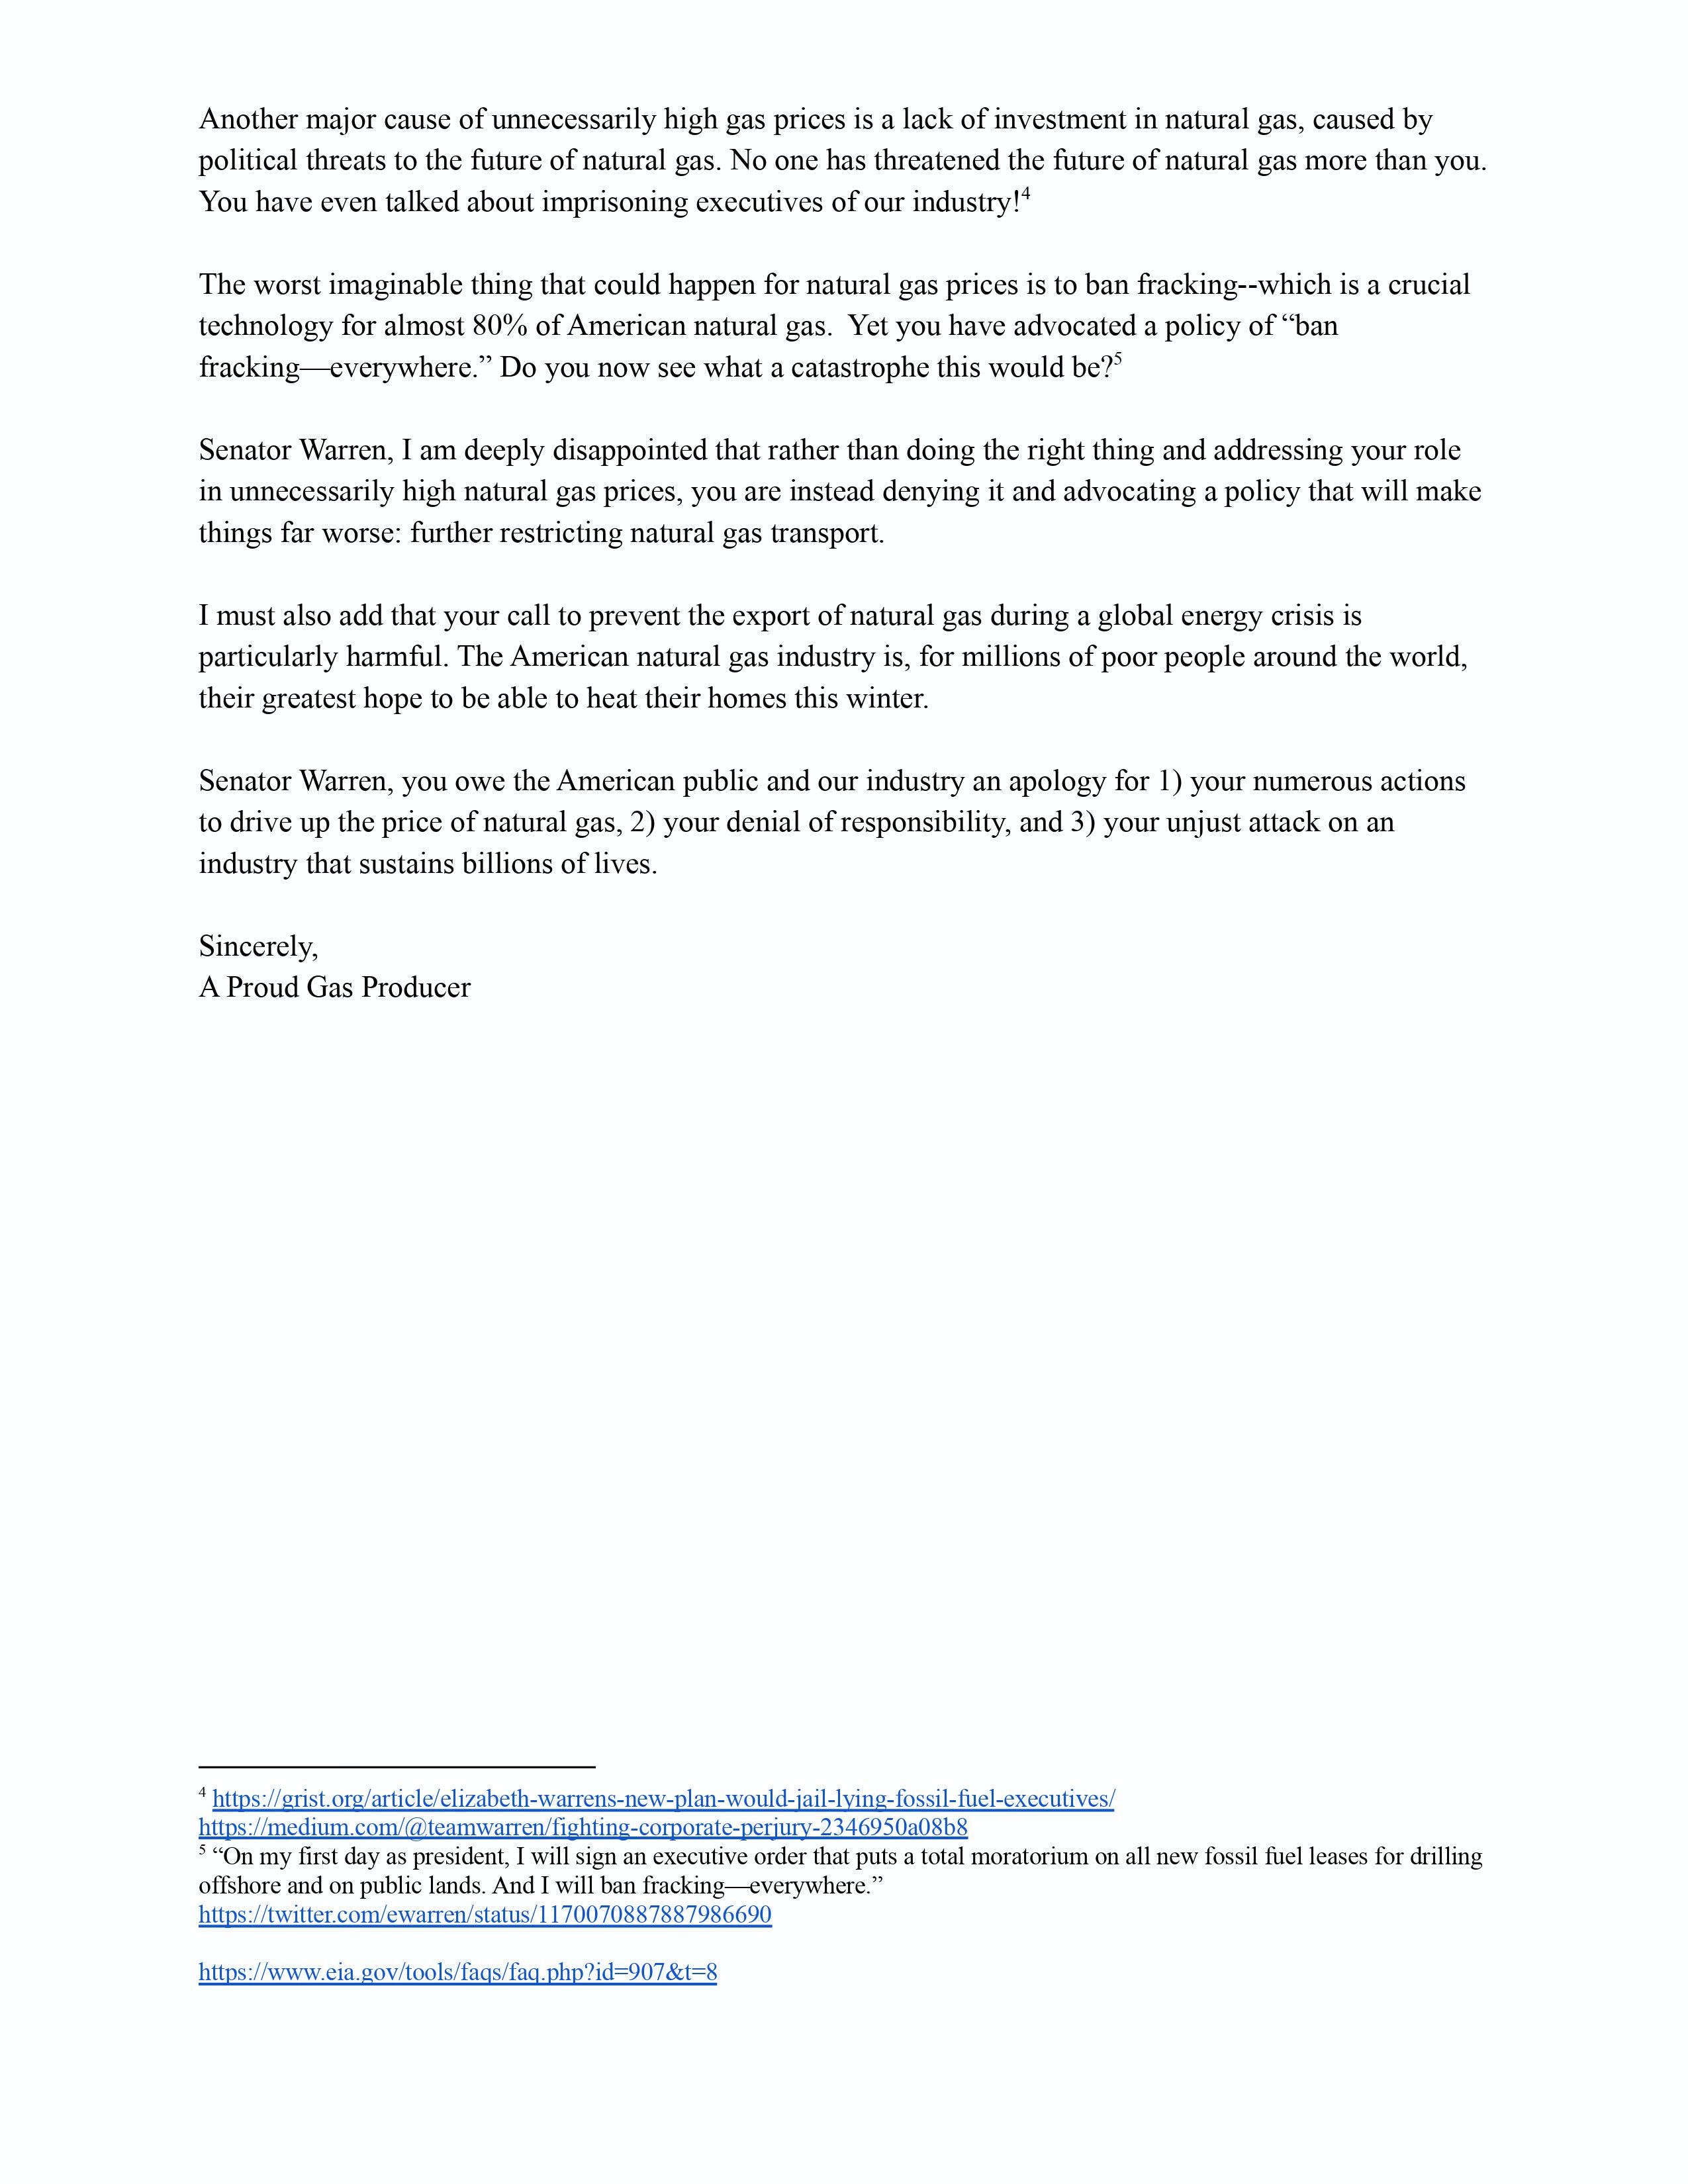 Another major cause of unnecessarily high gas prices is a lack of investment in natural gas, caused by
political threats to the future of natural gas. No one has threatened the future of natural gas more than you.
You have even talked about imprisoning executives of our industry!⁴
The worst imaginable thing that could happen for natural gas prices is to ban fracking--which is a crucial
technology for almost 80% of American natural gas.  Yet you have advocated a policy of “ban
fracking—everywhere.” Do you now see what a catastrophe this would be?⁵
Senator Warren, I am deeply disappointed that rather than doing the right thing and addressing your role
in unnecessarily high natural gas prices, you are instead denying it and advocating a policy that will make
things far worse: further restricting natural gas transport.
I must also add that your call to prevent the export of natural gas during a global energy crisis is
particularly harmful. The American natural gas industry is, for millions of poor people around the world,
their greatest hope to be able to heat their homes this winter.
Senator Warren, you owe the American public and our industry an apology for 1) your numerous actions
to drive up the price of natural gas, 2) your denial of responsibility, and 3) your unjust attack on an
industry that sustains billions of lives.
Sincerely,
A Proud Gas Producer
⁴ https://grist.org/article/elizabeth-warrens-new-plan-would-jail-lying-fossil-fuel-executives/
https://medium.com/@teamwarren/fighting-corporate-perjury-2346950a08b8
⁵ “On my first day as president, I will sign an executive order that puts a total moratorium on all new fossil fuel leases for drilling
offshore and on public lands. And I will ban fracking—everywhere.”
https://twitter.com/ewarren/status/1170070887887986690
https://www.eia.gov/tools/faqs/faq.php?id=907&t=8